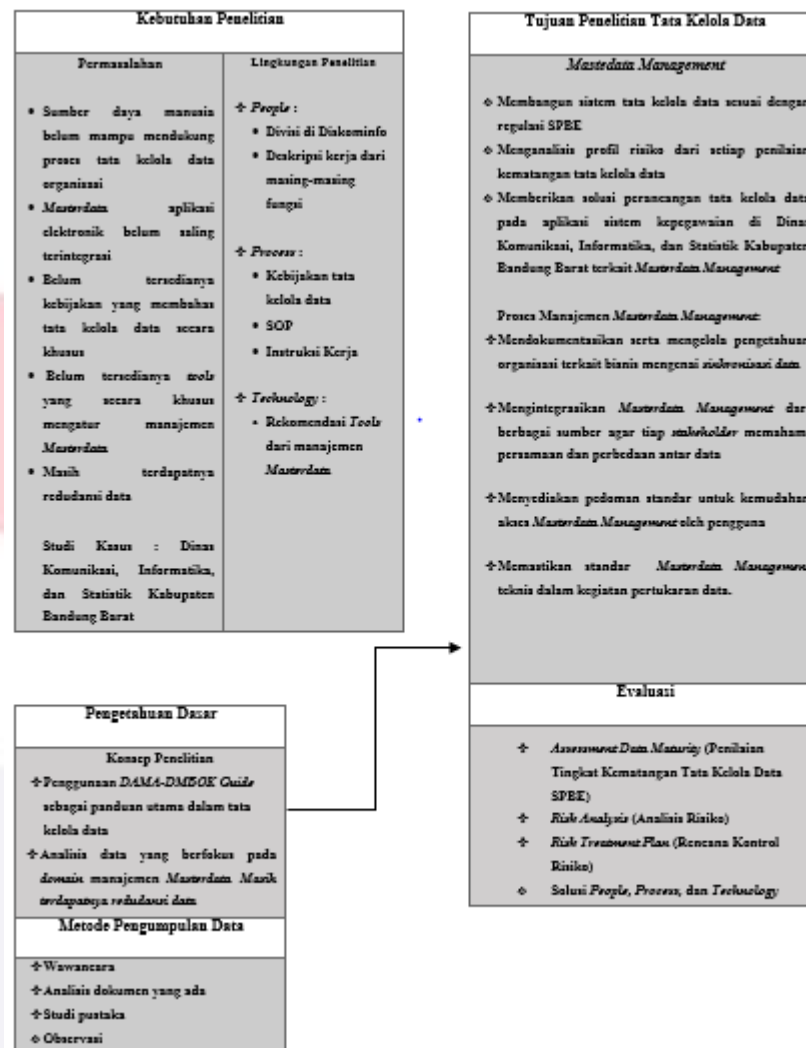 Kebutuhan Penelitian
Permasalahan
• Sumber daya manusia
belum mampu mendukung
proses tata kelola data
organisasi
• Masterdata aplikasi
elektronik belum saling
terintegrasi
• Belum tersedianya
kebijakan yang membahas
tata kelola data secara
khusus
• Belum tersedianya tools
yang secara khusus
mengatur manajemen
Masterdata
• Masih terdapatnya
redudansi data
Studi Kasus : Dinas
Komunikasi, Informatika,
dan Statistik Kabupaten
Bandung Barat
Lingkungan Penelitian
People :
• Divisi di Diskominfo
• Deskripsi kerja dari
masing-masing
fungsi
Process :
• Kebijakan tata
kelola data
• SOP
• Instruksi Kerja
Technology :
• Rekomendasi Tools
dari manajemen
Masterdata
Pengetahuan Dasar
Konsep Penelitian
Penggunaan DAMA-DMBOK Guide
sebagai panduan utama dalam tata
kelola data
Analisis data yang berfokus pada
domain manajemen Masterdata Masih
terdapatnya redudansi data
Metode Pengumpulan Data
Wawancara
Analisis dokumen yang ada
Studi pustaka
Observasi
Tujuan Penelitian Tata Kelola Data
Mastedata Management
Membangun sistem tata kelola data sesuai dengan
regulasi SPBE
Menganalisis profil risiko dari setiap penilaian
kematangan tata kelola data
Memberikan solusi perancangan tata kelola data
pada aplikasi sistem kepegawaian di Dinas
Komunikasi, Informatika, dan Statistik Kabupaten
Bandung Barat terkait Masterdata Management
Proses Manajemen Masterdata Management:
Mendokumentasikan serta mengelola pengetahuan
organisasi terkait bisnis mengenai sinkronisasi data
Mengintegrasikan Masterdata Management dari
berbagai sumber agar tiap stakeholder memahami
persamaan dan perbedaan antar data
Menyediakan pedoman standar untuk kemudahan
akses Masterdata Management oleh pengguna
Memastikan standar Masterdata Management
teknis dalam kegiatan pertukaran data.
Evaluasi
Assessment Data Maturity (Penilaian
Tingkat Kematangan Tata Kelola Data
SPBE)
Risk Analysis (Analisis Risiko)
Risk Treatment Plan (Rencana Kontrol
Risiko)
Solusi People, Process, dan Technology